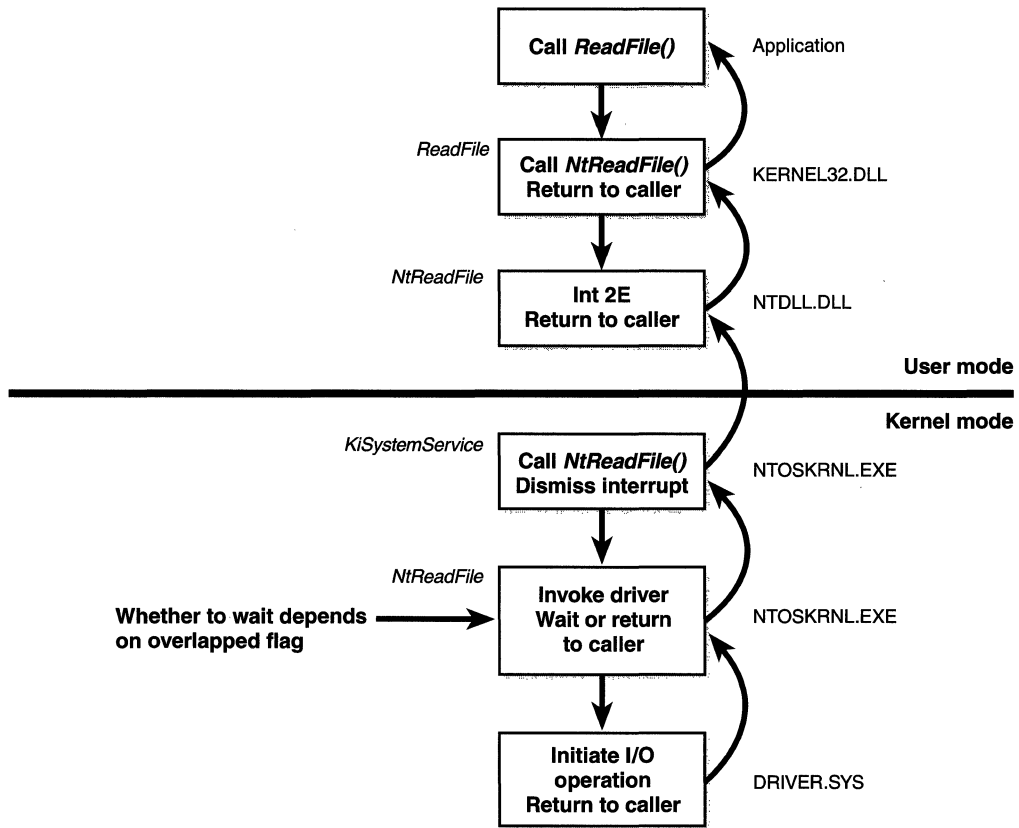 Call ReadFile()
Application
ReadFile
Call NtReadFile()
Return to caller
KERNEL32.DLL
NtReadFile
Int 2E
Return to caller
NTDLL.DLL
User mode
Kernel mode
KiSystemService
Call NtReadFile()
Dismiss interrupt
NTOSKRNL.EXE
NtReadFile
Whether to wait depends
on overlapped flag
Invoke driver
Wait or return
to caller
NTOSKRNL.EXE
Initiate I/O
operation
Return to caller
DRIVER.SYS